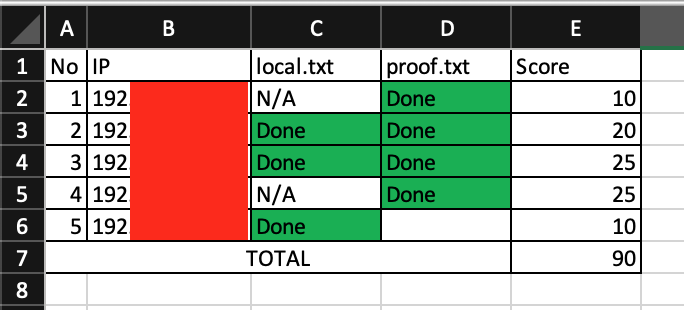 A B C D E
1 No IP local.txt proof.txt Score
2 1 192. N/A Done 10
3 2 192. Done Done 20
4 3 192. Done Done 25
5 4 192. N/A Done 25
6 5 192. Done 10
7 TOTAL 90
8